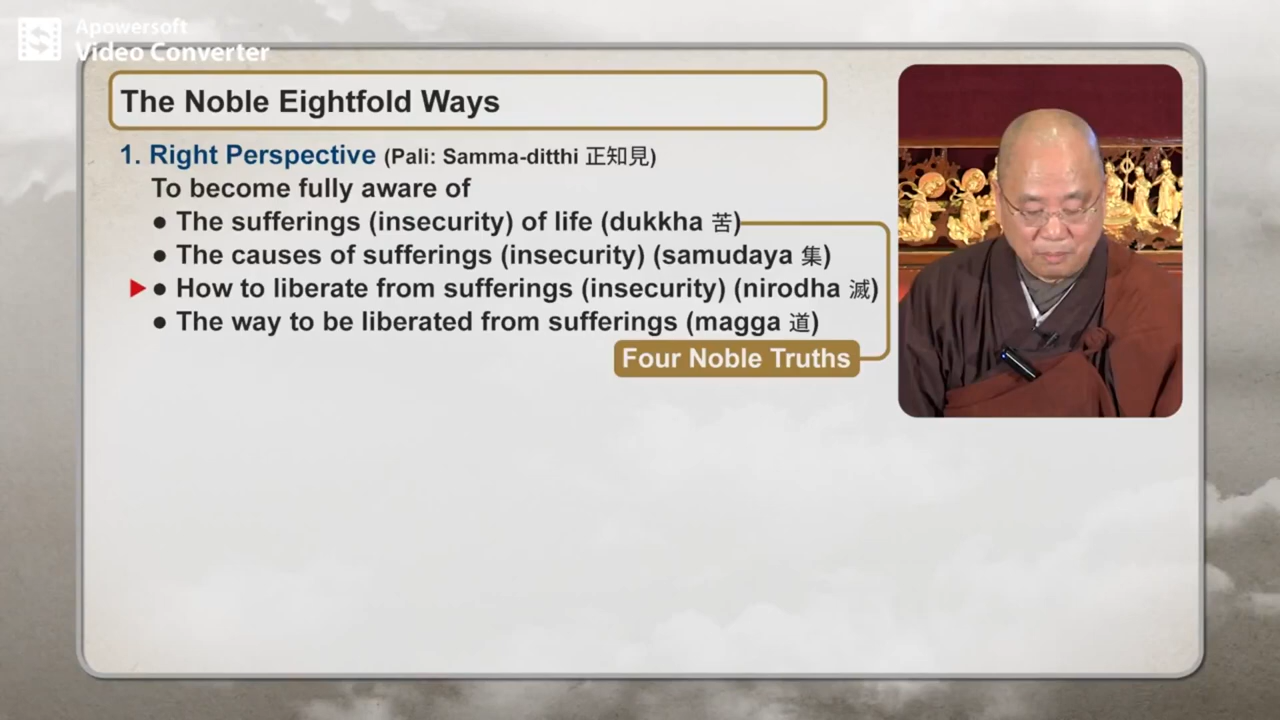 Apowersoft
Video Converter
The Noble Eightfold Ways
1. Right Perspective (Pali: Samma-ditthi 正知見)
To become fully aware of
● The sufferings (insecurity) of life (dukkha 苦)
● The causes of sufferings (insecurity) (samudaya 集)
● How to liberate from sufferings (insecurity) (nirodha 滅)
● The way to be liberated from sufferings (magga 道)
Four Noble Truths